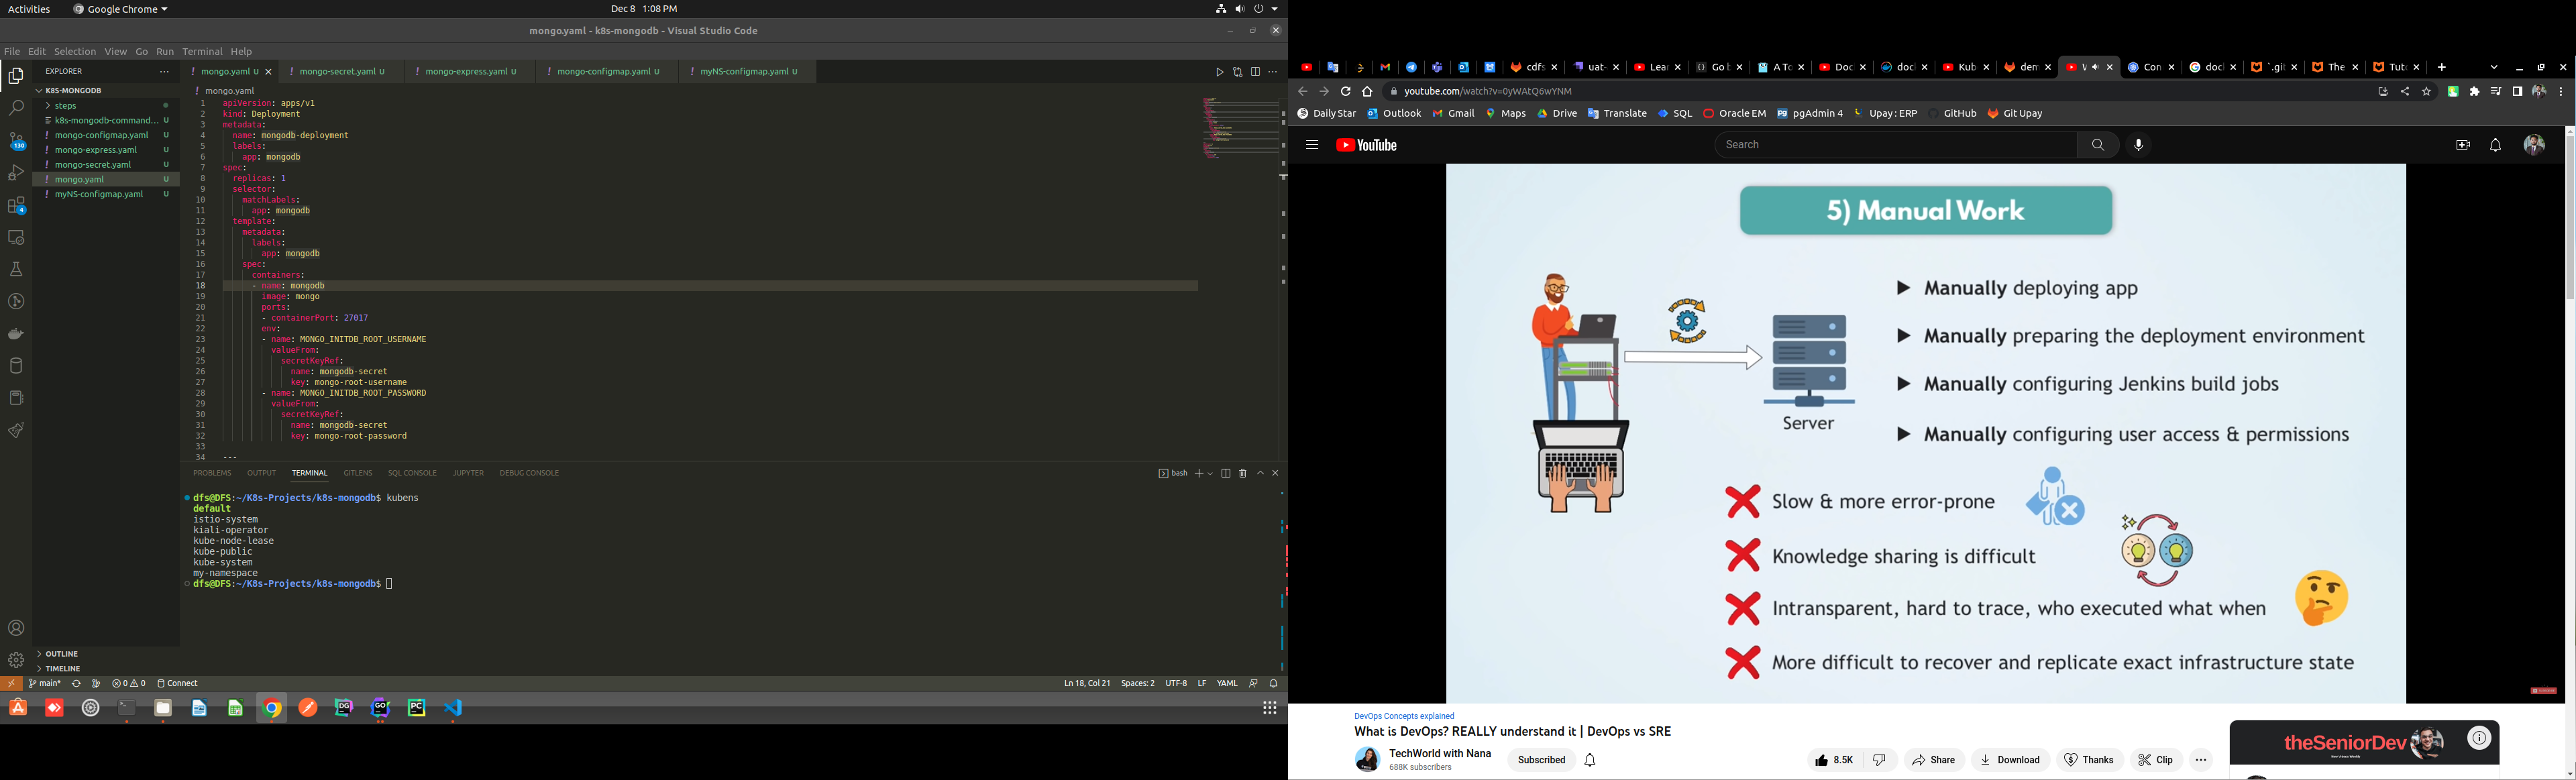 Activities
Google Chrome
Dec 8 1:08 PM
mongo.yaml - k8s-mongodb - Visual Studio Code
File Edit Selection View Go Run Terminal Help
EXPLORER
K8S-MONGODB
steps
k8s-mongodb-command... U
mongo-configmap.yaml U
mongo-express.yaml U
mongo-secret.yaml U
mongo.yaml U
myNS-configmap.yaml U
130
4
OUTLINE
TIMELINE
mongo.yaml U
mongo-secret.yaml U
mongo-express.yaml U
mongo-configmap.yaml U
myNS-configmap.yaml U
mongo.yaml
1 apiVersion: apps/v1
2 kind: Deployment
3 metadata:
4 name: mongodb-deployment
5 labels:
6 app: mongodb
7 spec:
8 replicas: 1
9 selector:
10 matchLabels:
11 app: mongodb
12 template:
13 metadata:
14 labels:
15 app: mongodb
16 spec:
17 containers:
18 - name: mongodb
19 image: mongo
20 ports:
21 - containerPort: 27017
22 env:
23 - name: MONGO_INITDB_ROOT_USERNAME
24 valueFrom:
25 secretKeyRef:
26 name: mongodb-secret
27 key: mongo-root-username
28 - name: MONGO_INITDB_ROOT_PASSWORD
29 valueFrom:
30 secretKeyRef:
31 name: mongodb-secret
32 key: mongo-root-password
33
34 ---
PROBLEMS OUTPUT TERMINAL GITLENS SQL CONSOLE JUPYTER DEBUG CONSOLE
bash
dfs@DFS:~/K8s-Projects/k8s-mongodb$ kubens
default
istio-system
kiali-operator
kube-node-lease
kube-public
kube-system
my-namespace
dfs@DFS:~/K8s-Projects/k8s-mongodb$
main*
0 0
Connect
Ln 18, Col 21 Spaces: 2 UTF-8 LF YAML
DG
GO
PC
cdfs
uat-
Lear
Go b
A To
Doc
doc
Kub
dem
Con
doc
`.git
The
Tuto
youtube.com/watch?v=0yWAtQ6wYNM
DailyStar Outlook Gmail Maps Drive Translate SQL Oracle EM pgAdmin 4 Upay : ERP GitHub Git Upay
YouTube
Search
5) Manual Work
Server
Manually deploying app
Manually preparing the deployment environment
Manually configuring Jenkins build jobs
Manually configuring user access & permissions
Slow & more error-prone
Knowledge sharing is difficult
Intransparent, hard to trace, who executed what when
More difficult to recover and replicate exact infrastructure state
DevOps Concepts explained
What is DevOps? REALLY understand it | DevOps vs SRE
TechWorld with Nana
688K subscribers
Subscribed
8.5K
Share
Download
Thanks
Clip
theSeniorDev